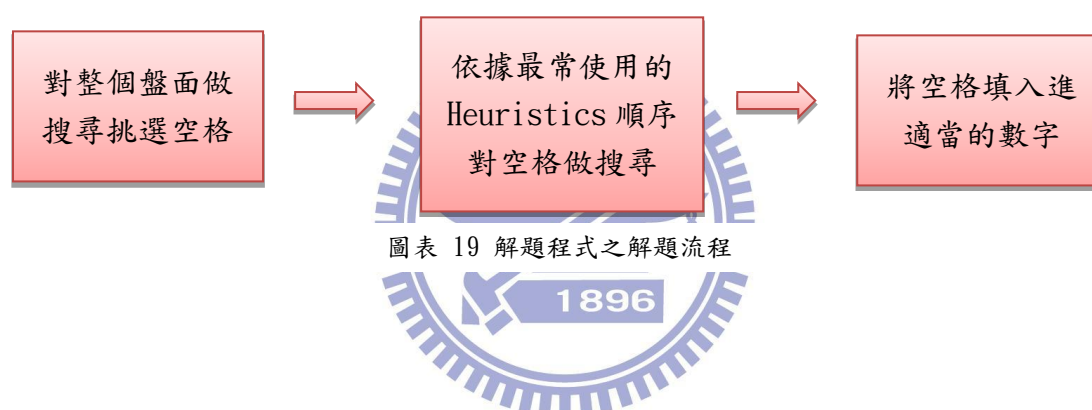 對整個盤面做
搜尋挑選空格
依據最常使用的
Heuristics 順序
對空格做搜尋
將空格填入進
適當的數字
圖表 19 解題程式之解題流程
1896